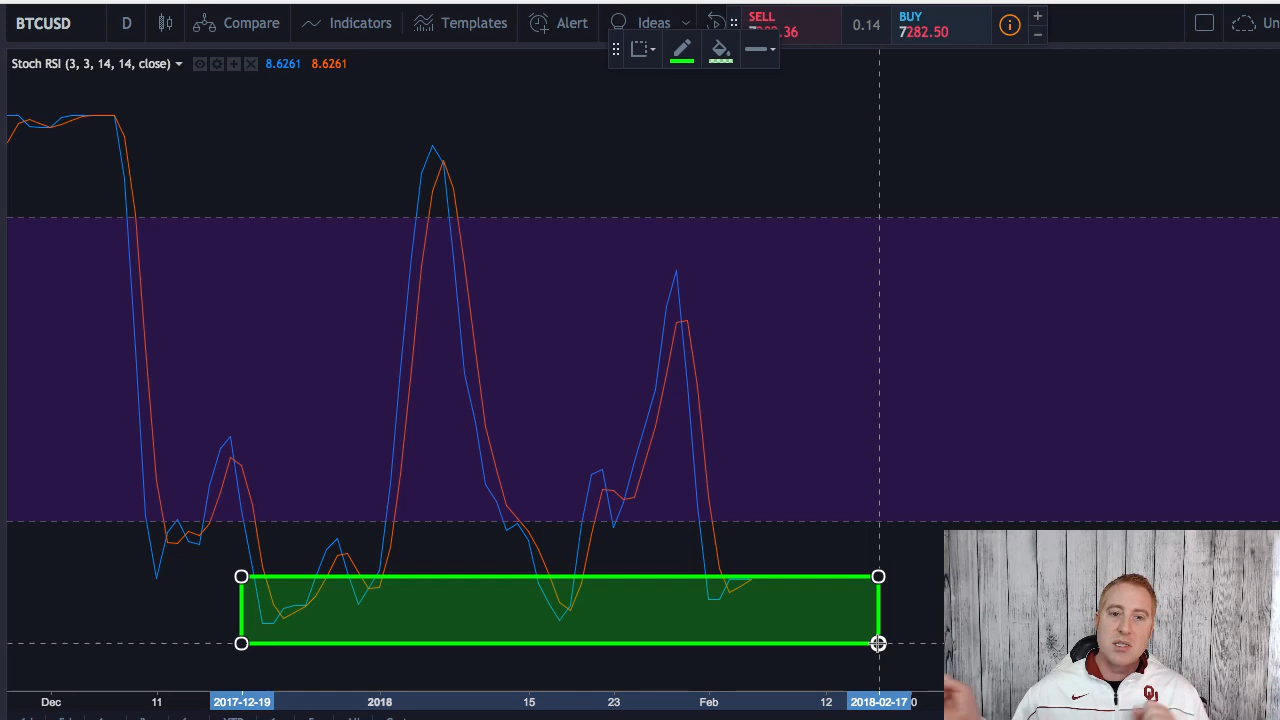 BTCUSD D Compare Indicators Templates Alert Ideas SELL 0.14 BUY
7282.50
Stoch RSI (3, 3, 14, 14, close) 8.6261 8.6261
Dec 11 2017-12-19 2018 15 23 Feb 12 2018-02-17
OU